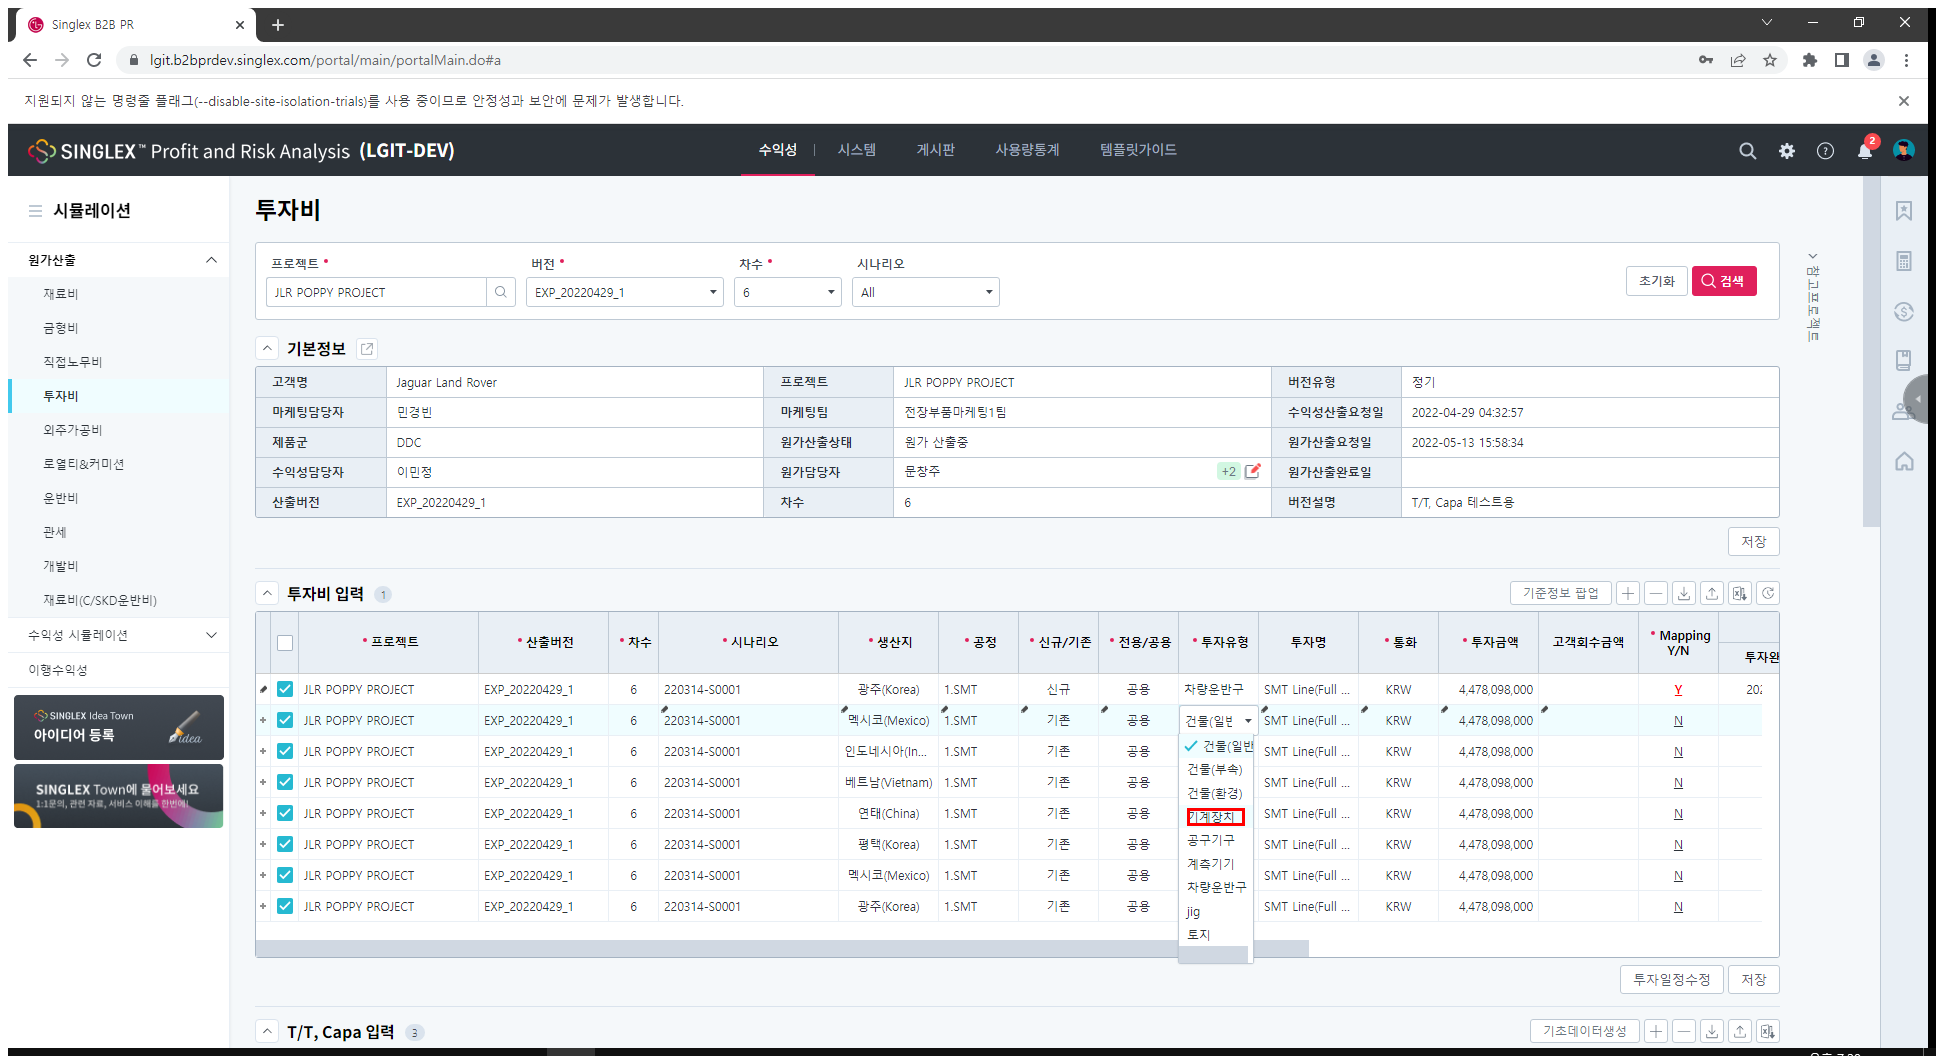 Singlex B2B PR
lgit.b2bprdev.singlex.com/portal/main/portalMain.do#a
지원되지 않는 명령줄 플래그(--disable-site-isolation-trials)를 사용 중이므로 안정성과 보안에 문제가 발생합니다.
SINGLEX™ Profit and Risk Analysis (LGIT-DEV)
수익성 시스템 게시판 사용량통계 템플릿가이드
2
시뮬레이션
원가산출
재료비
금형비
직접노무비
투자비
외주가공비
로열티&커미션
운반비
관세
개발비
재료비(C/SKD운반비)
수익성 시뮬레이션
이행수익성
SINGLEX Idea Town
아이디어 등록
idea
SINGLEX Town에 물어보세요
1:1문의, 관련 자료, 서비스 이해를 한번에!
투자비
프로젝트 * 버전 * 차수 * 시나리오
JLR POPPY PROJECT EXP_20220429_1 6 All
초기화 검색
참고프로젝트
기본정보
고객명 Jaguar Land Rover 프로젝트 JLR POPPY PROJECT 버전유형 정기
마케팅담당자 민경빈 마케팅팀 전장부품마케팅1팀 수익성산출요청일 2022-04-29 04:32:57
제품군 DDC 원가산출상태 원가 산출중 원가산출요청일 2022-05-13 15:58:34
수익성담당자 이민정 원가담당자 문창주 +2 원가산출완료일
산출버전 EXP_20220429_1 차수 6 버전설명 T/T, Capa 테스트용
저장
투자비 입력 1
기준정보 팝업
* 프로젝트 * 산출버전 * 차수 * 시나리오 * 생산지 * 공정 * 신규/기존 * 전용/공용 * 투자유형 투자명 * 통화 * 투자금액 고객회수금액 * Mapping Y/N 투자완
JLR POPPY PROJECT EXP_20220429_1 6 220314-S0001 광주(Korea) 1.SMT 신규 공용 차량운반구 SMT Line(Full ... KRW 4,478,098,000 Y 202
JLR POPPY PROJECT EXP_20220429_1 6 220314-S0001 멕시코(Mexico) 1.SMT 기존 공용 건물(일반 SMT Line(Full ... KRW 4,478,098,000 N
JLR POPPY PROJECT EXP_20220429_1 6 220314-S0001 인도네시아(In... 1.SMT 기존 공용 SMT Line(Full ... KRW 4,478,098,000 N
JLR POPPY PROJECT EXP_20220429_1 6 220314-S0001 베트남(Vietnam) 1.SMT 기존 공용 SMT Line(Full ... KRW 4,478,098,000 N
JLR POPPY PROJECT EXP_20220429_1 6 220314-S0001 연태(China) 1.SMT 기존 공용 SMT Line(Full ... KRW 4,478,098,000 N
JLR POPPY PROJECT EXP_20220429_1 6 220314-S0001 평택(Korea) 1.SMT 기존 공용 SMT Line(Full ... KRW 4,478,098,000 N
JLR POPPY PROJECT EXP_20220429_1 6 220314-S0001 멕시코(Mexico) 1.SMT 기존 공용 SMT Line(Full ... KRW 4,478,098,000 N
JLR POPPY PROJECT EXP_20220429_1 6 220314-S0001 광주(Korea) 1.SMT 기존 공용 SMT Line(Full ... KRW 4,478,098,000 N
건물(일반
건물(부속)
건물(환경)
기계장치
공구기구
계측기기
차량운반구
jig
토지
투자일정수정 저장
T/T, Capa 입력 3
기초데이터생성